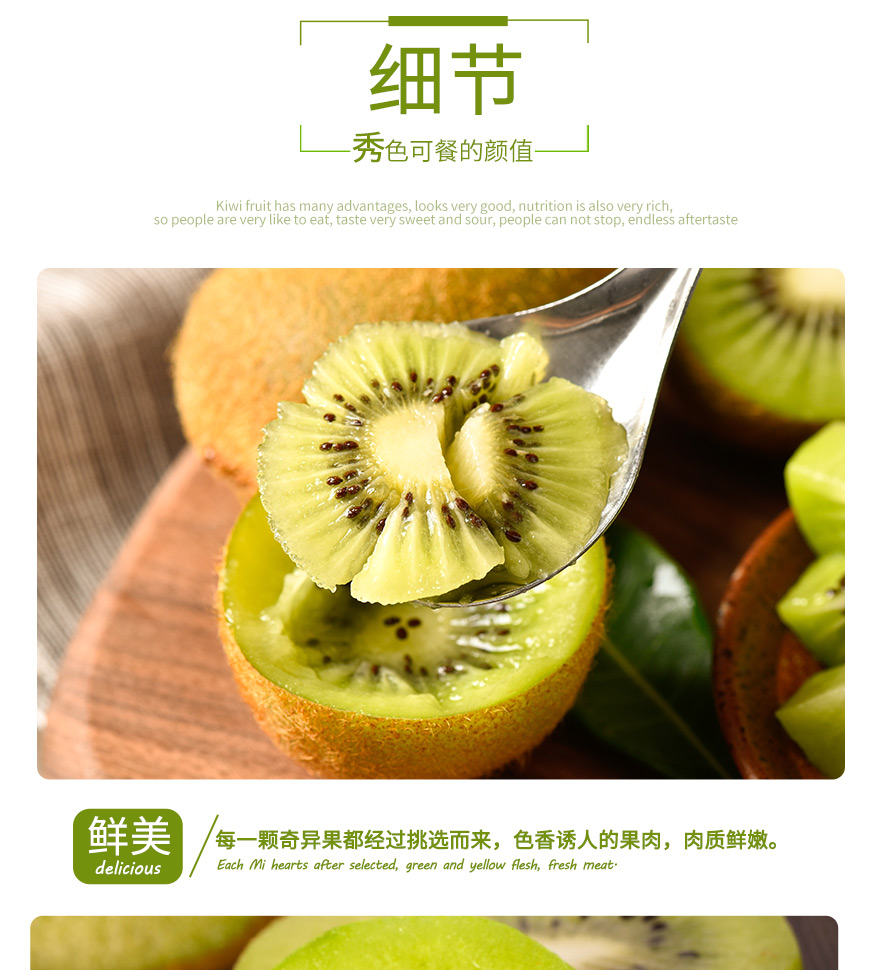 细节
秀色可餐的颜值
Kiwi fruit has many advantages, looks very good, nutrition is also very rich,
so people are very like to eat, taste very sweet and sour, people can not stop, endless aftertaste
鲜美
delicious
每一颗奇异果都经过挑选而来，色香诱人的果肉，肉质鲜嫩。
Each Mi hearts after selected, green and yellow flesh, fresh meat·